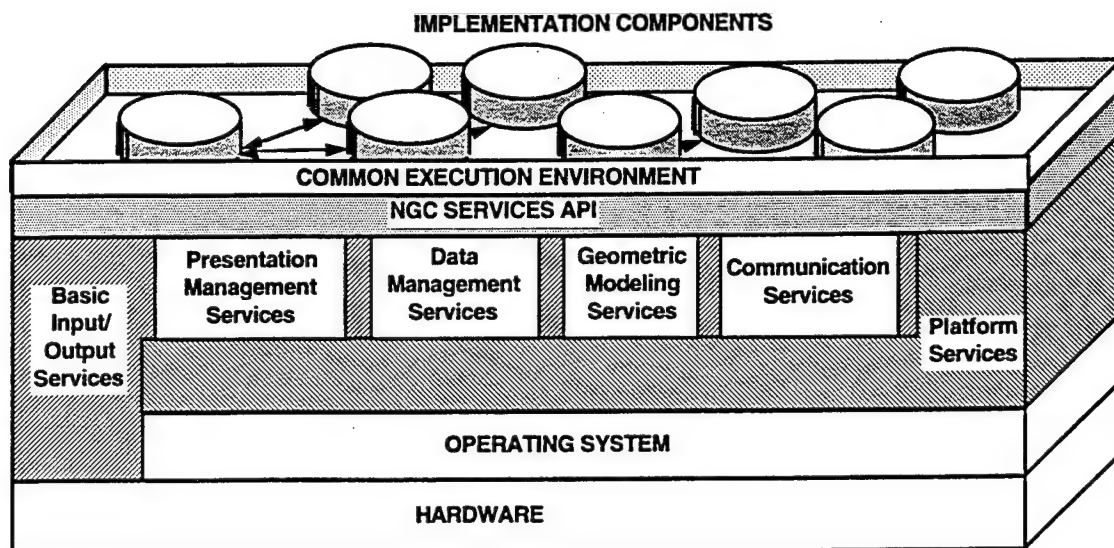 IMPLEMENTATION COMPONENTS
COMMON EXECUTION ENVIRONMENT
NGC SERVICES API
Basic
Input/
Output
Services
Presentation
Management
Services
Data
Management
Services
Geometric
Modeling
Services
Communication
Services
Platform
Services
OPERATING SYSTEM
HARDWARE